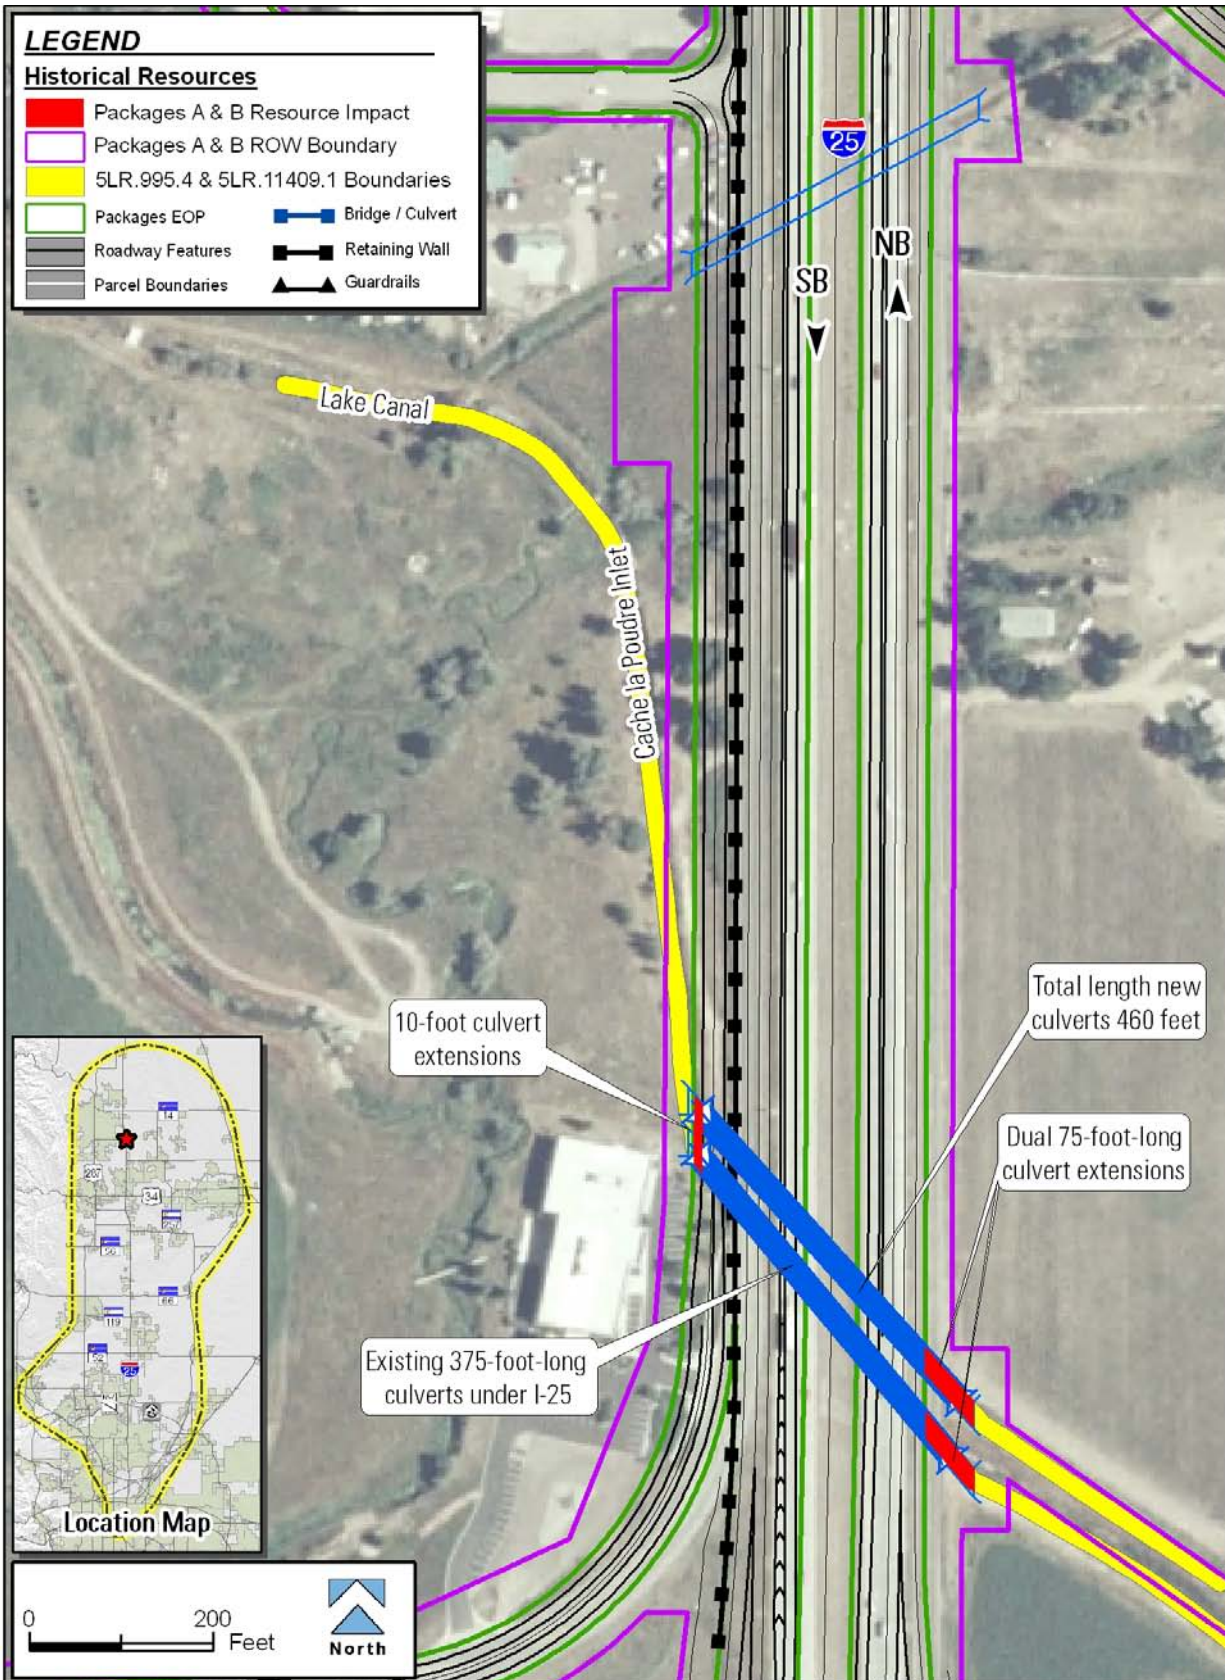 LEGEND
Historical Resources
Packages A & B Resource Impact
Packages A & B ROW Boundary
5LR.995.4 & 5LR.11409.1 Boundaries
Packages EOP
Bridge / Culvert
Roadway Features
Retaining Wall
Parcel Boundaries
Guardrails
25
NB
SB
Lake Canal
Cache la Poudre Inlet
10-foot culvert
extensions
Total length new
culverts 460 feet
Dual 75-foot-long
culvert extensions
Existing 375-foot-long
culverts under I-25
14
287
34
257
56
66
119
52
25
Location Map
0 200
Feet
North